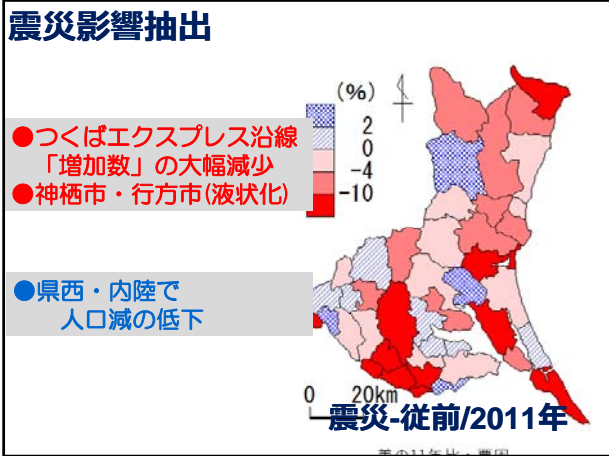 震災影響抽出
(%)
2
0
-4
-10
●つくばエクスプレス沿線
「増加数」の大幅減少
●神栖市・行方市(液状化)
●県西・内陸で
人口減の低下
0 20km
震災-従前/2011年